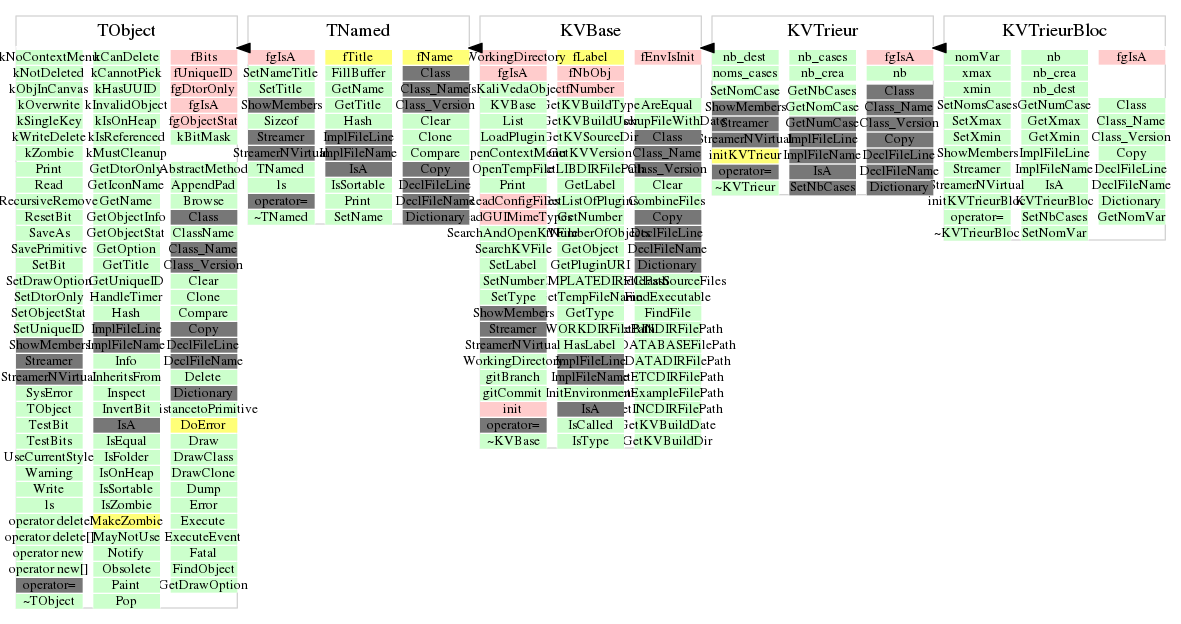 TObject
kNoContextMenu kCanDelete fBits
kNotDeleted kCannotPick fUniqueID
kObjInCanvas kHasUUID fgDtorOnly
kOverwrite kInvalidObject fgIsA
kSingleKey kIsOnHeap fgObjectStat
kWriteDelete kIsReferenced kBitMask
kZombie kMustCleanup
Print GetDtorOnly AbstractMethod
Read GetIconName AppendPad
RecursiveRemove GetName Browse
ResetBit GetObjectInfo Class
SaveAs GetObjectStat ClassName
SavePrimitive GetOption Class_Name
SetBit GetTitle Class_Version
SetDrawOption GetUniqueID Clear
SetDtorOnly HandleTimer Clone
SetObjectStat Hash Compare
SetUniqueID ImplFileLine Copy
ShowMembers ImplFileName DeclFileLine
Streamer Info DeclFileName
StreamerNVirtual InheritsFrom Delete
SysError Inspect Dictionary
TObject InvertBit istancetoPrimitive
TestBit IsA DoError
TestBits IsEqual Draw
UseCurrentStyle IsFolder DrawClass
Warning IsOnHeap DrawClone
Write IsSortable Dump
ls IsZombie Error
operator delete MakeZombie Execute
operator delete[] MayNotUse ExecuteEvent
operator new Notify Fatal
operator new[] Obsolete FindObject
operator= Paint GetDrawOption
~TObject Pop
TNamed
fgIsA fTitle fName
SetNameTitle FillBuffer Class
SetTitle GetName Class_Name
ShowMembers GetTitle Class_Version
Sizeof Hash Clear
Streamer ImplFileLine Clone
StreamerNVirtual ImplFileName Compare
TNamed IsA Copy
ls IsSortable DeclFileLine
operator= Print DeclFileName
~TNamed SetName Dictionary
KVBase
WorkingDirectory fLabel fEnvIsInit
fgIsA fNbObj
IsKaliVedaObject fNumber
KVBase GetKVBuildType AreEqual
List GetKVBuildUser BackupFileWithDate
LoadPlugin GetKVSourceDir Class
OpenContextMenu GetKVVersion Class_Name
OpenTempFile GetLIBDIRFilePath Class_Version
Print GetLabel Clear
ReadConfigFiles GetListOfPlugins CombineFiles
ReadGUIMimeTypes GetNumber Copy
SearchAndOpenKVFile GetNumberOfObjects DeclFileLine
SearchKVFile GetObject DeclFileName
SetLabel GetPluginURI Dictionary
SetNumber GetTEMPLATEDIRFilePath FindClassSourceFiles
SetType GetTempFileName FindExecutable
ShowMembers GetType FindFile
Streamer GetWORKDIRFilePath GetBINDIRFilePath
StreamerNVirtual HasLabel GetDATABASEFilePath
WorkingDirectory ImplFileLine GetDATADIRFilePath
gitBranch ImplFileName GetETCDIRFilePath
gitCommit InitEnvironment GetExampleFilePath
init IsA GetINCDIRFilePath
operator= IsCalled GetKVBuildDate
~KVBase IsType GetKVBuildDir
KVTrieur
nb_dest nb_cases fgIsA
noms_cases nb_crea nb
SetNomCase GetNbCases Class
ShowMembers GetNomCase Class_Name
Streamer GetNumCase Class_Version
StreamerNVirtual ImplFileLine Copy
initKVTrieur ImplFileName DeclFileLine
operator= IsA DeclFileName
~KVTrieur SetNbCases Dictionary
KVTrieurBloc
nomVar nb fgIsA
xmax nb_crea
xmin nb_dest
SetNomsCases GetNumCase Class
SetXmax GetXmax Class_Name
SetXmin GetXmin Class_Version
ShowMembers ImplFileLine Copy
Streamer ImplFileName DeclFileLine
StreamerNVirtual IsA DeclFileName
initKVTrieurBloc KVTrieurBloc Dictionary
operator= SetNbCases GetNomVar
~KVTrieurBloc SetNomVar